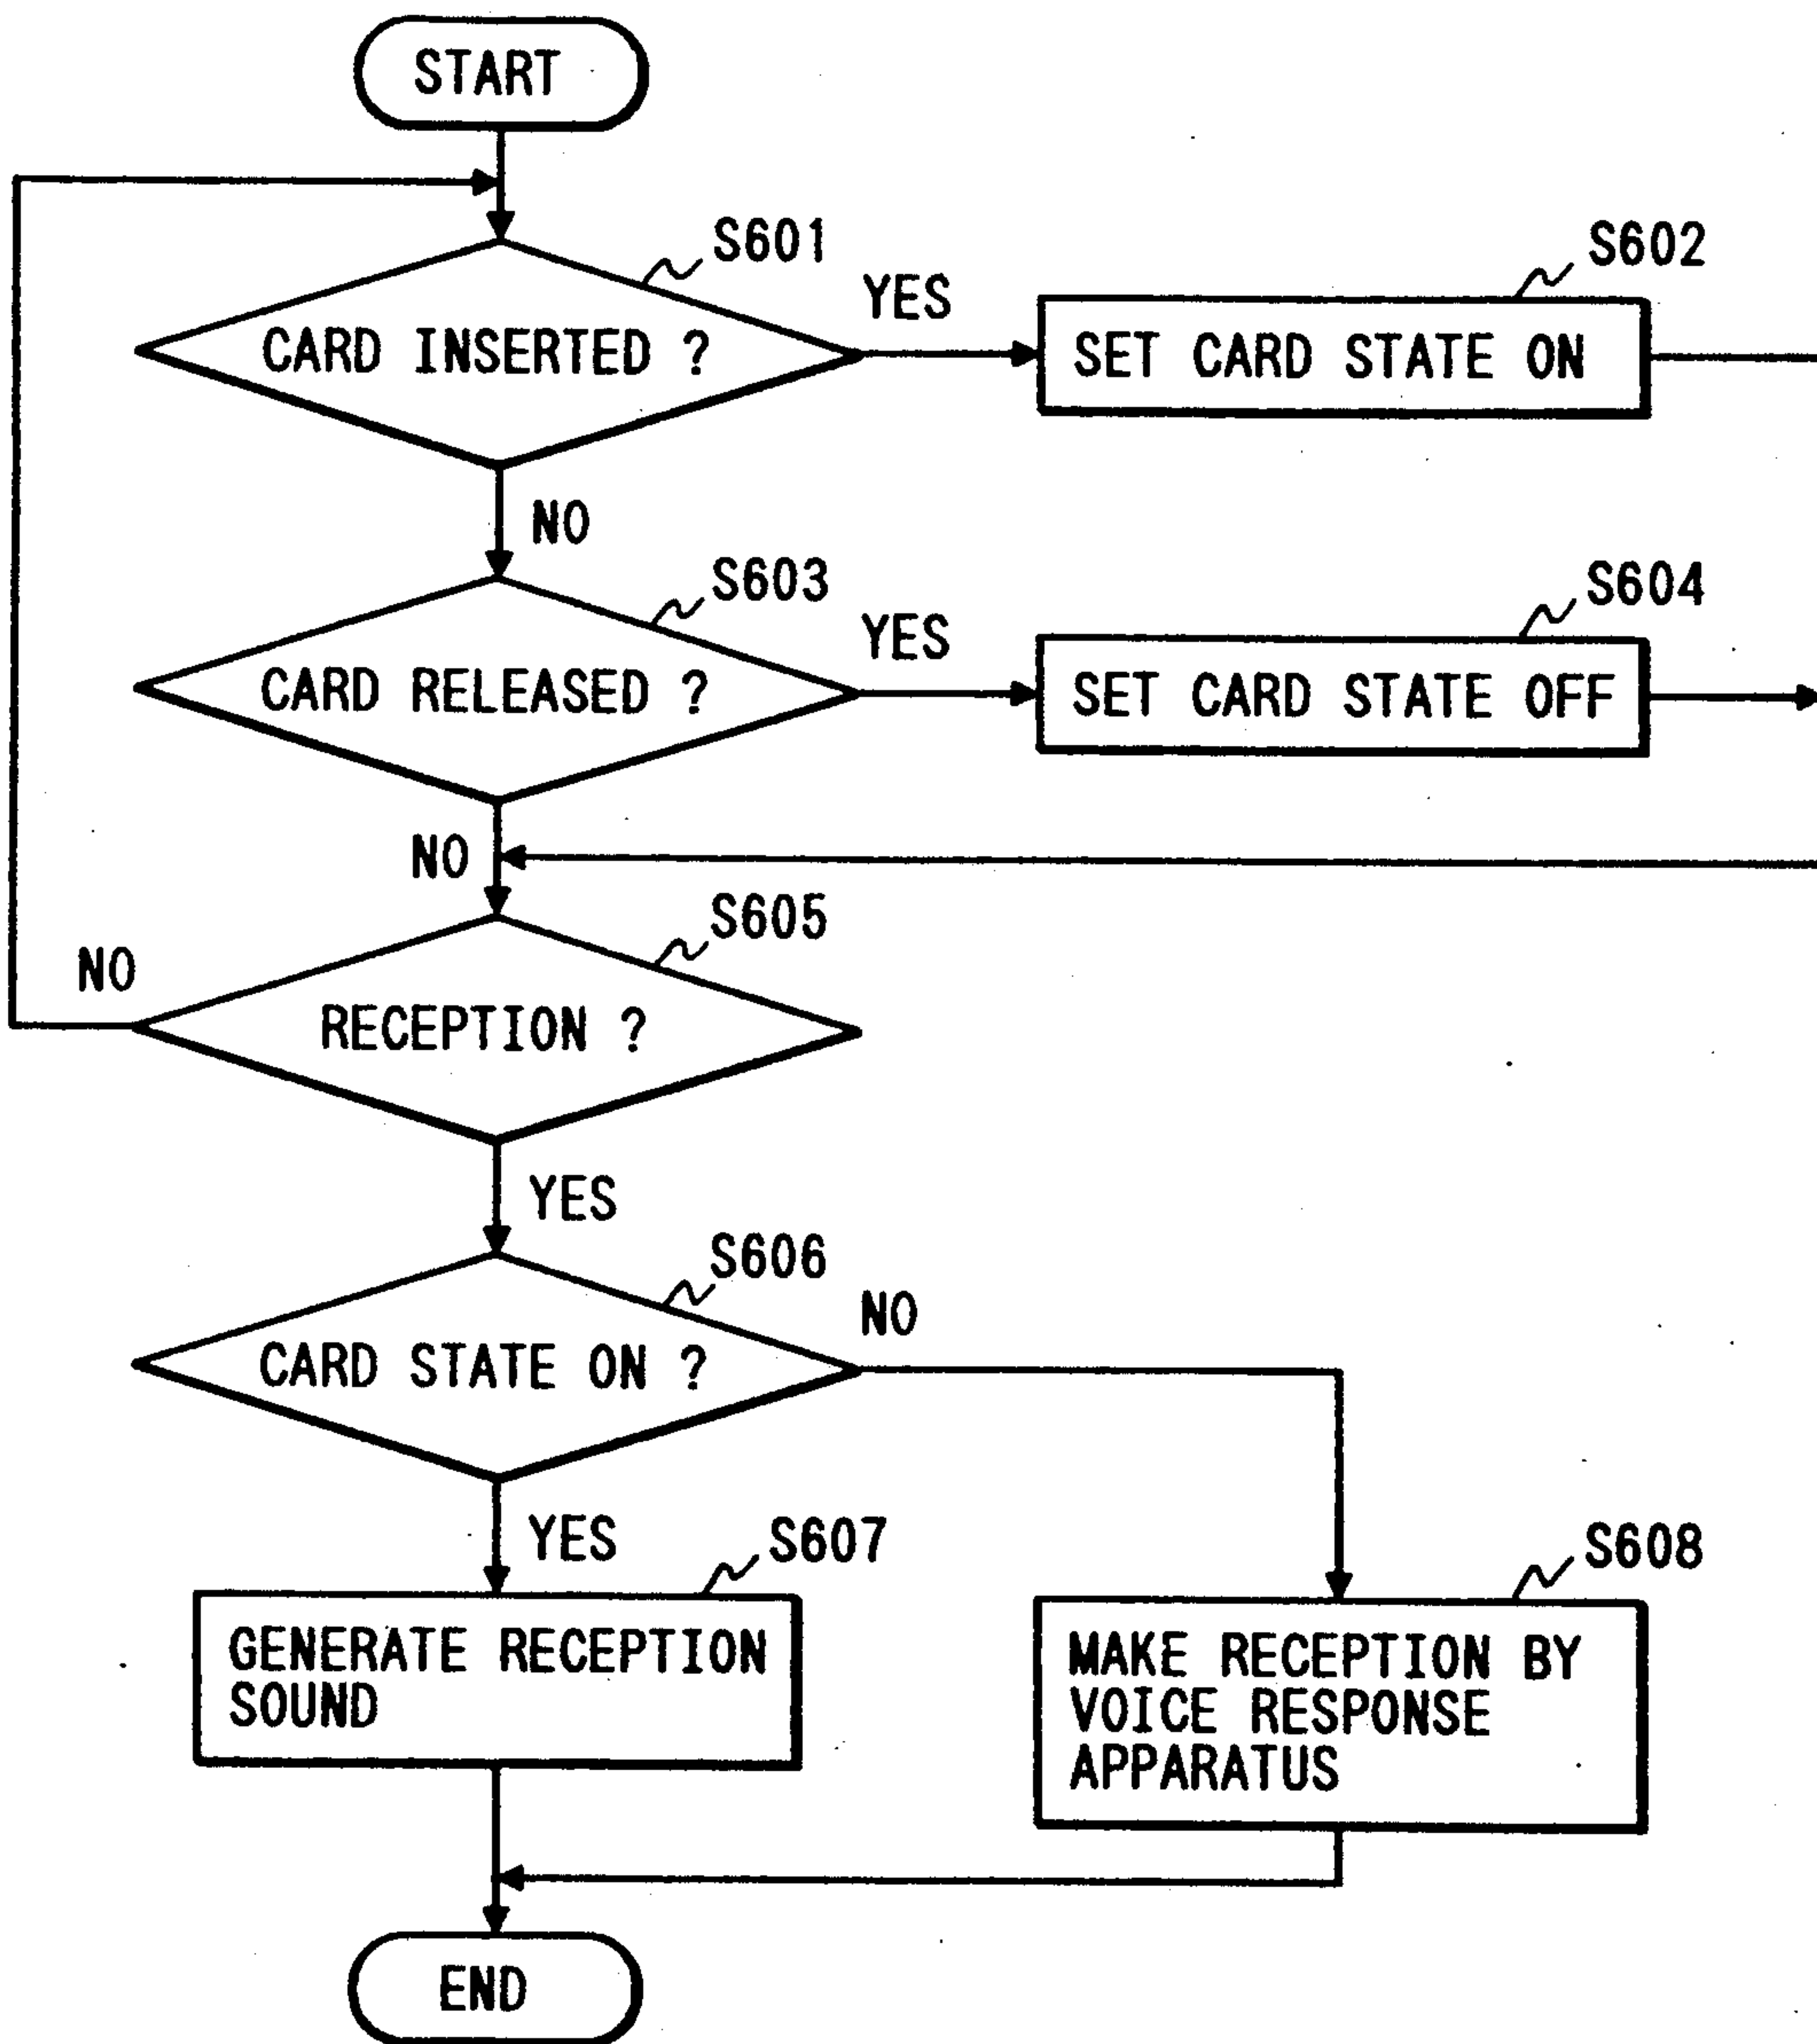 START
S601
S602
YES
CARD INSERTED ?
SET CARD STATE ON
NO
S603
S604
YES
CARD RELEASED ?
SET CARD STATE OFF
NO
S605
NO
RECEPTION ?
YES
S606
NO
CARD STATE ON ?
YES
S607
S608
GENERATE RECEPTION
SOUND
MAKE RECEPTION BY
VOICE RESPONSE
APPARATUS
END